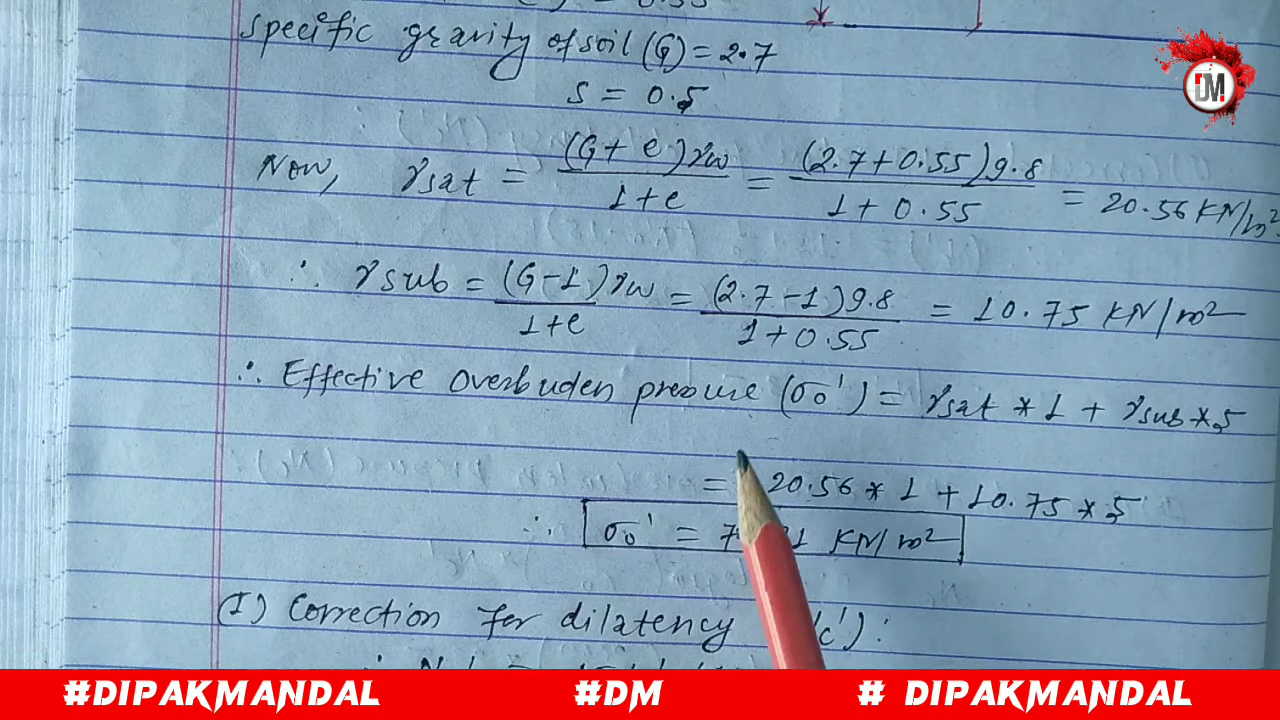 Specific gravity of soil (G) = 2.7
S = 0.5
DM
Now, γsat = (G+e)γw / 1+e = (2.7+0.55)9.8 / 1+0.55 = 20.56 KN/m²
∴ γsub = (G-1)γw / 1+e = (2.7-1)9.8 / 1+0.55 = 10.75 KN/m²
∴ Effective Overbuden pressure (σo') = γsat * 1 + γsub * 5
= 20.56 * 1 + 10.75 * 5
∴ σo' = KN/m²
(I) Correction for dilatency
#DIPAKMANDAL #DM # DIPAKMANDAL